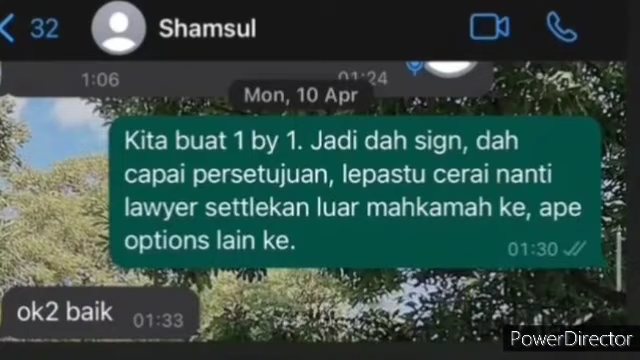 32
Shamsul
1:06
01:24
Mon, 10 Apr
Kita buat 1 by 1. Jadi dah sign, dah
capai persetujuan, lepastu cerai nanti
lawyer settlekan luar mahkamah ke, ape
options lain ke.
01:30
ok2 baik
01:33
PowerDirector